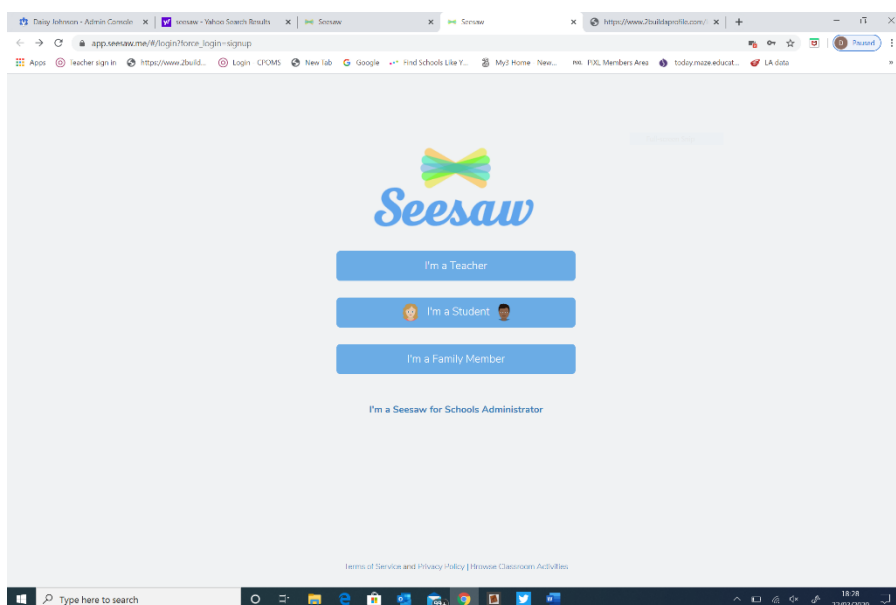 Daisy Johnson - Admin Console
seesaw - Yahoo Search Results
Seesaw
Seesaw
https://www.2buildaprofile.com/
app.seesaw.me/#/login?force_login=signup
Paused
Apps
Teacher sign in
https://www.2build...
Login CPOMS
New Tab
Google
Find Schools Like Y...
My3 Home New...
PIXL Members Area
today.maze.educat...
LA data
Seesaw
I'm a Teacher
I'm a Student
I'm a Family Member
I'm a Seesaw for Schools Administrator
Terms of Service and Privacy Policy | Browse Classroom Activities
Type here to search
99+
18:28